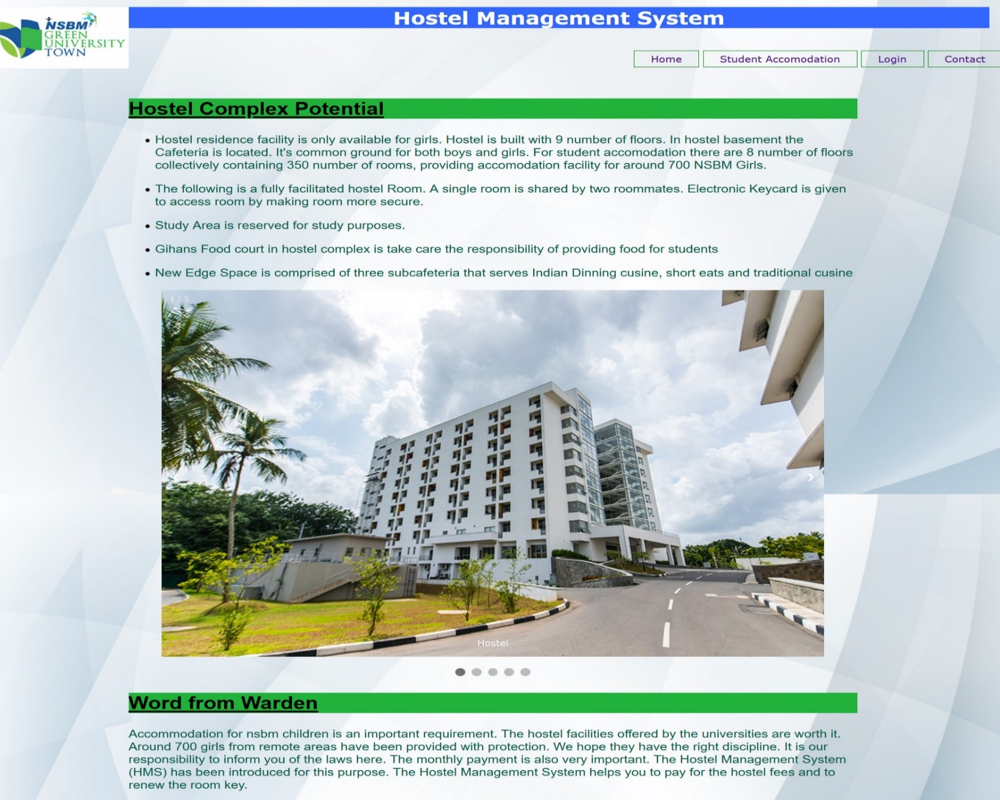 NSBM
GREEN
UNIVERSITY
TOWN
Hostel Management System
Home
Student Accomodation
Login
Contact
Hostel Complex Potential
Hostel residence facility is only available for girls. Hostel is built with 9 number of floors. In hostel basement the
Cafeteria is located. It's common ground for both boys and girls. For student accomodation there are 8 number of floors
collectively containing 350 number of rooms, providing accomodation facility for around 700 NSBM Girls.
The following is a fully facilitated hostel Room. A single room is shared by two roommates. Electronic Keycard is given
to access room by making room more secure.
Study Area is reserved for study purposes.
Gihans Food court in hostel complex is take care the responsibility of providing food for students
New Edge Space is comprised of three subcafeteria that serves Indian Dinning cusine, short eats and traditional cusine
1 / 5
Hostel
Word from Warden
Accommodation for nsbm children is an important requirement. The hostel facilities offered by the universities are worth it.
Around 700 girls from remote areas have been provided with protection. We hope they have the right discipline. It is our
responsibility to inform you of the laws here. The monthly payment is also very important. The Hostel Management System
(HMS) has been introduced for this purpose. The Hostel Management System helps you to pay for the hostel fees and to
renew the room key.